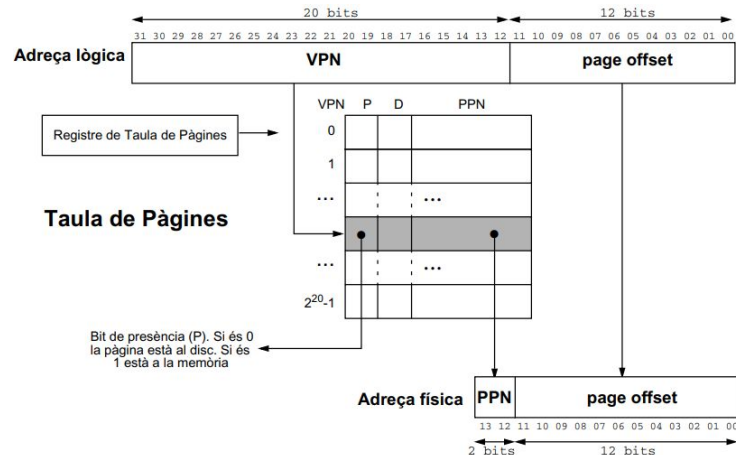 20 bits 12 bits
31 30 29 28 27 26 25 24 23 22 21 20 19 18 17 16 15 14 13 12 11 10 09 08 07 06 05 04 03 02 01 00
Adreça lògica VPN page offset
VPN P D PPN
0
Registre de Taula de Pàgines
1
... ...
Taula de Pàgines
... ...
2²⁰-1
Bit de presència (P). Si és 0
la pàgina està al disc. Si és
1 està a la memòria
Adreça física PPN page offset
13 12 11 10 09 08 07 06 05 04 03 02 01 00
2 bits 12 bits